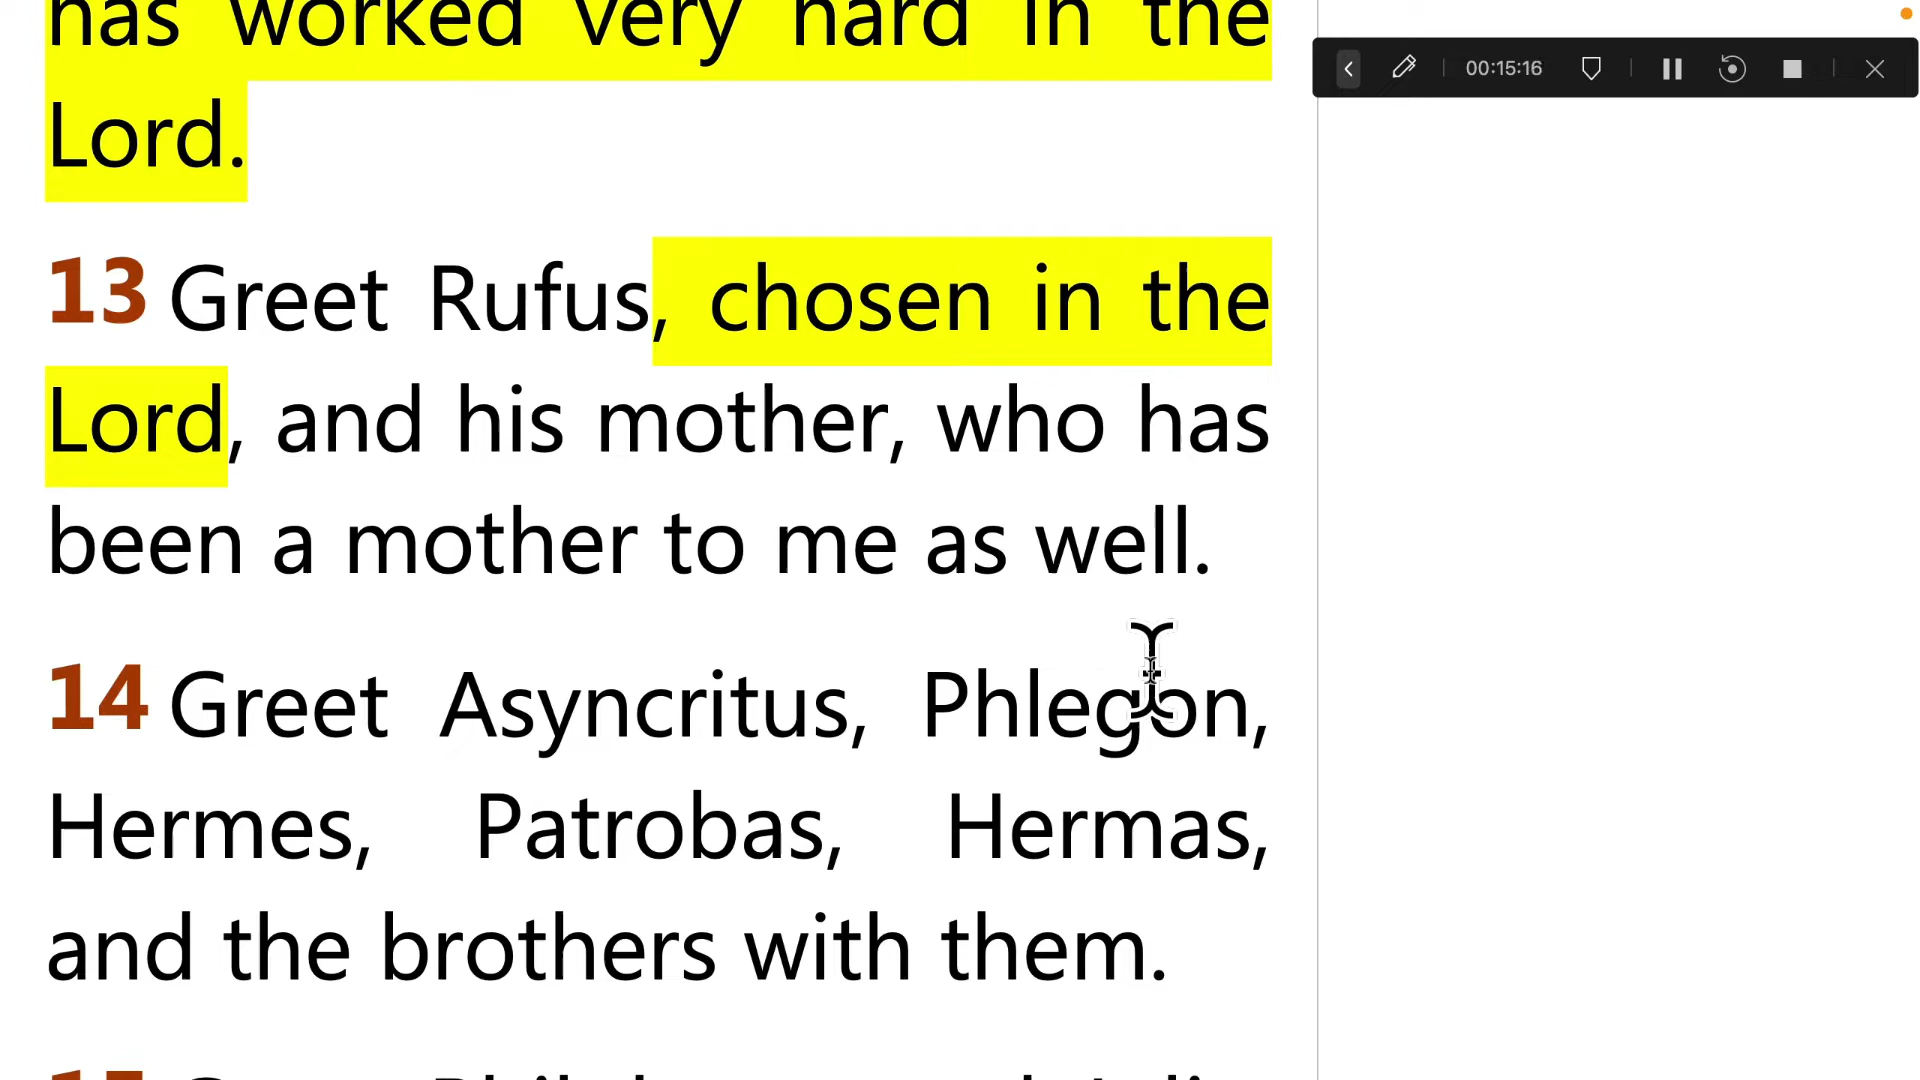 has worked very hard in the
Lord.
00:15:16
13 Greet Rufus, chosen in the
Lord, and his mother, who has
been a mother to me as well.
14 Greet Asyncritus, Phlegon,
Hermes, Patrobas, Hermas,
and the brothers with them.